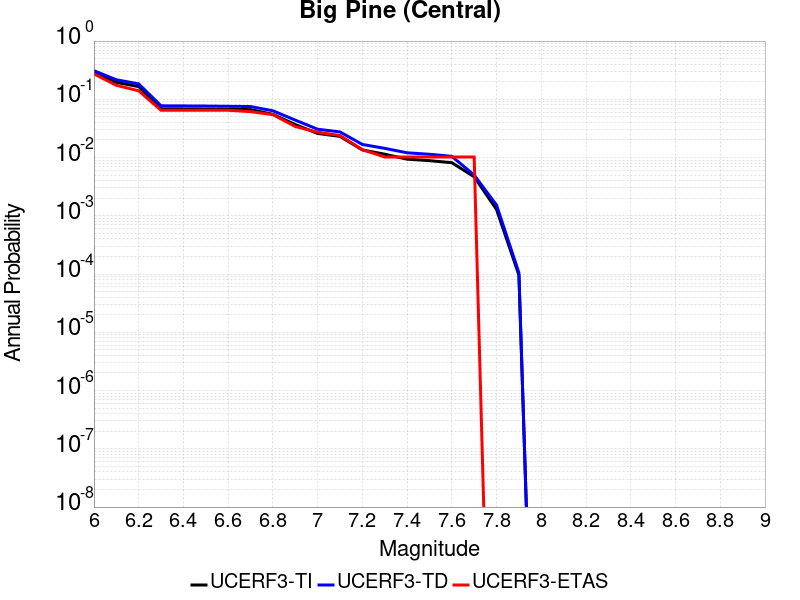 Big Pine (Central)
10^0
10^-1
10^-2
10^-3
10^-4
10^-5
10^-6
10^-7
10^-8
Annual Probability
6 6.2 6.4 6.6 6.8 7 7.2 7.4 7.6 7.8 8 8.2 8.4 8.6 8.8 9
Magnitude
UCERF3-TI UCERF3-TD UCERF3-ETAS